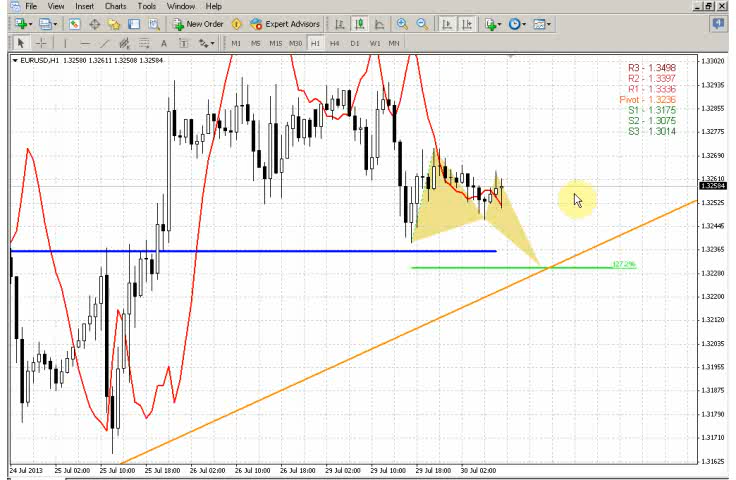 File View Insert Charts Tools Window Help
New Order Expert Advisors 4
A T M1 M5 M15 M30 H1 H4 D1 W1 MN
EURUSD,H1 1.32580 1.32611 1.32508 1.32584
R3 - 1.3498
R2 - 1.3397
R1 - 1.3336
Pivot - 1.3236
S1 - 1.3175
S2 - 1.3075
S3 - 1.3014
1.33020
1.32935
1.32855
1.32775
1.32690
1.32610
1.32584
1.32525
1.32445
1.32365
1.32280
1.32200
1.32120
1.32035
1.31955
1.31875
1.31790
1.31710
1.31625
127.2%
24 Jul 2013 25 Jul 02:00 25 Jul 10:00 25 Jul 18:00 26 Jul 02:00 26 Jul 10:00 26 Jul 18:00 29 Jul 02:00 29 Jul 10:00 29 Jul 18:00 30 Jul 02:00